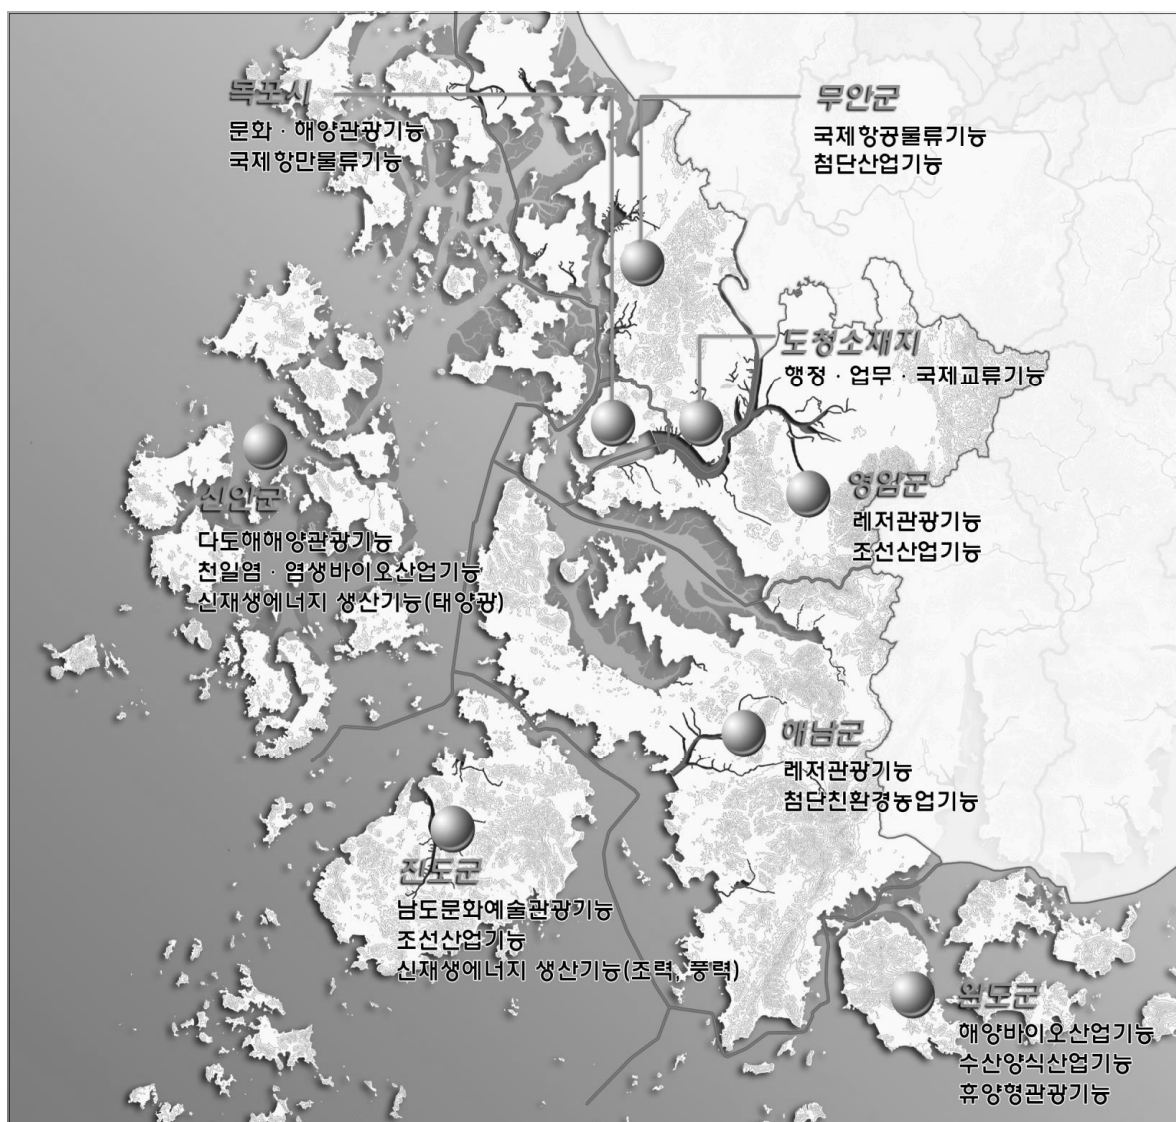 목포시
문화 · 해양관광기능
국제항만물류기능
무안군
국제항공물류기능
첨단산업기능
도청소재지
행정 · 업무 · 국제교류기능
영암군
레저관광기능
조선산업기능
신안군
다도해해양관광기능
천일염 · 염생바이오산업기능
신재생에너지 생산기능(태양광)
해남군
레저관광기능
첨단친환경농업기능
진도군
남도문화예술관광기능
조선산업기능
신재생에너지 생산기능(조력, 풍력)
완도군
해양바이오산업기능
수산양식산업기능
휴양형관광기능